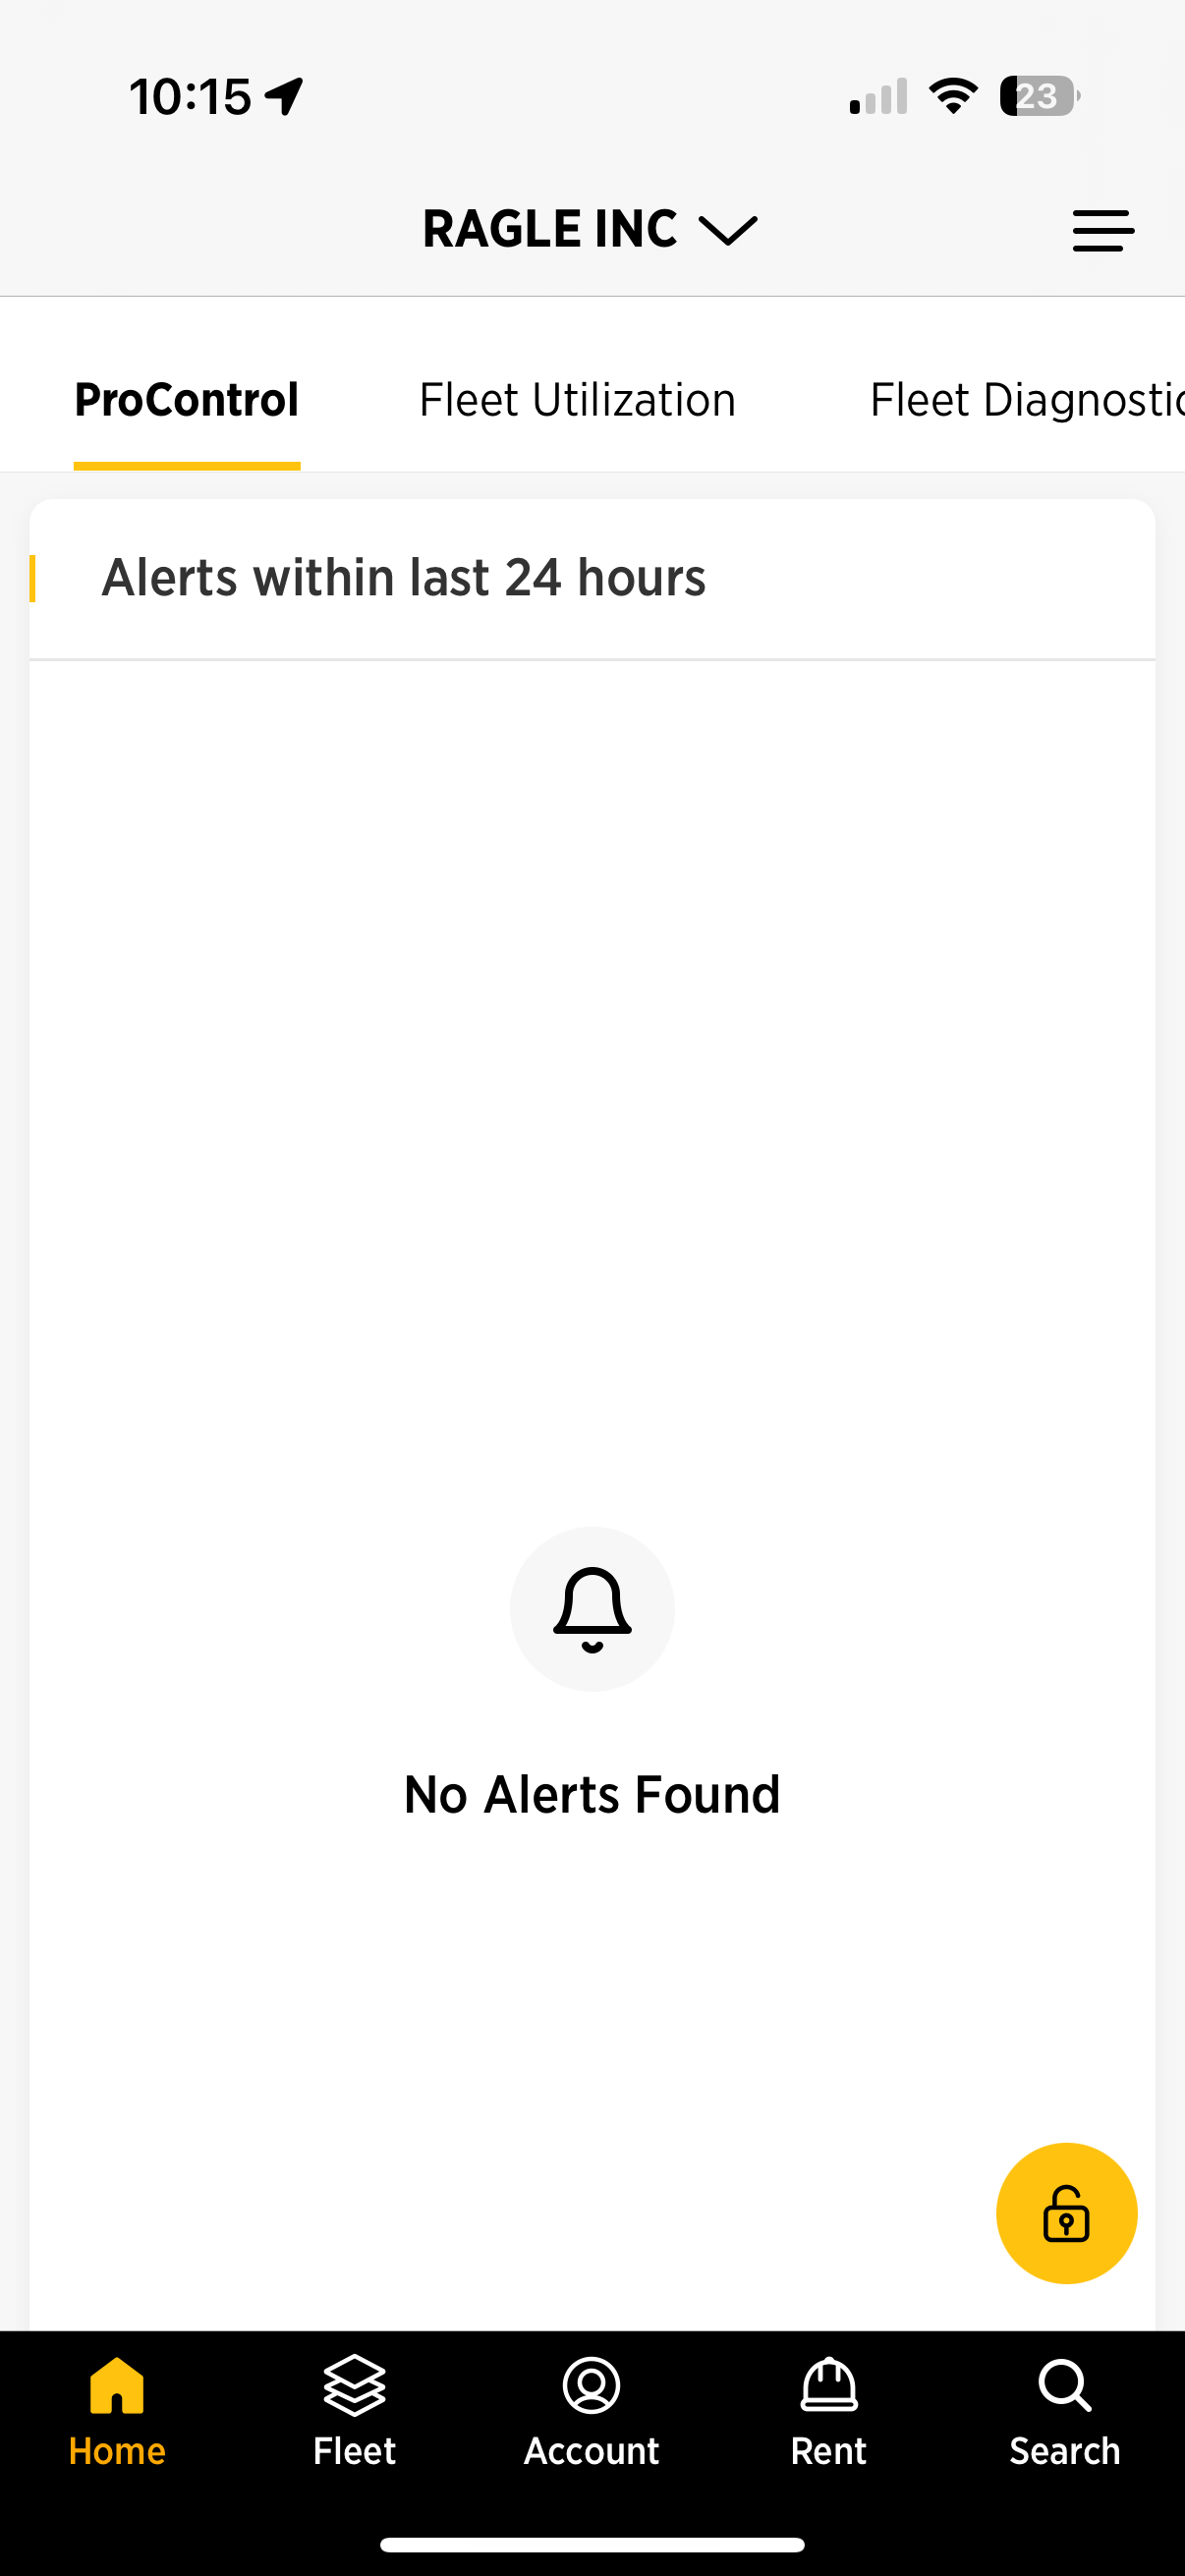 10:15
23
RAGLE INC
ProControl
Fleet Utilization
Fleet Diagnostic
Alerts within last 24 hours
No Alerts Found
Home
Fleet
Account
Rent
Search